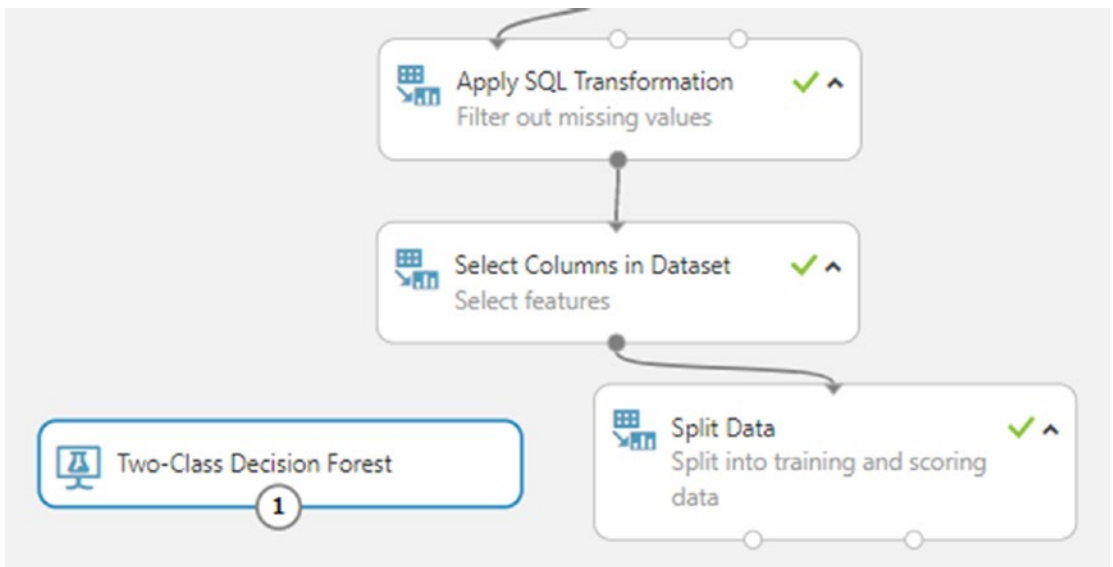 Apply SQL Transformation
Filter out missing values
Select Columns in Dataset
Select features
Split Data
Split into training and scoring
data
Two-Class Decision Forest
1